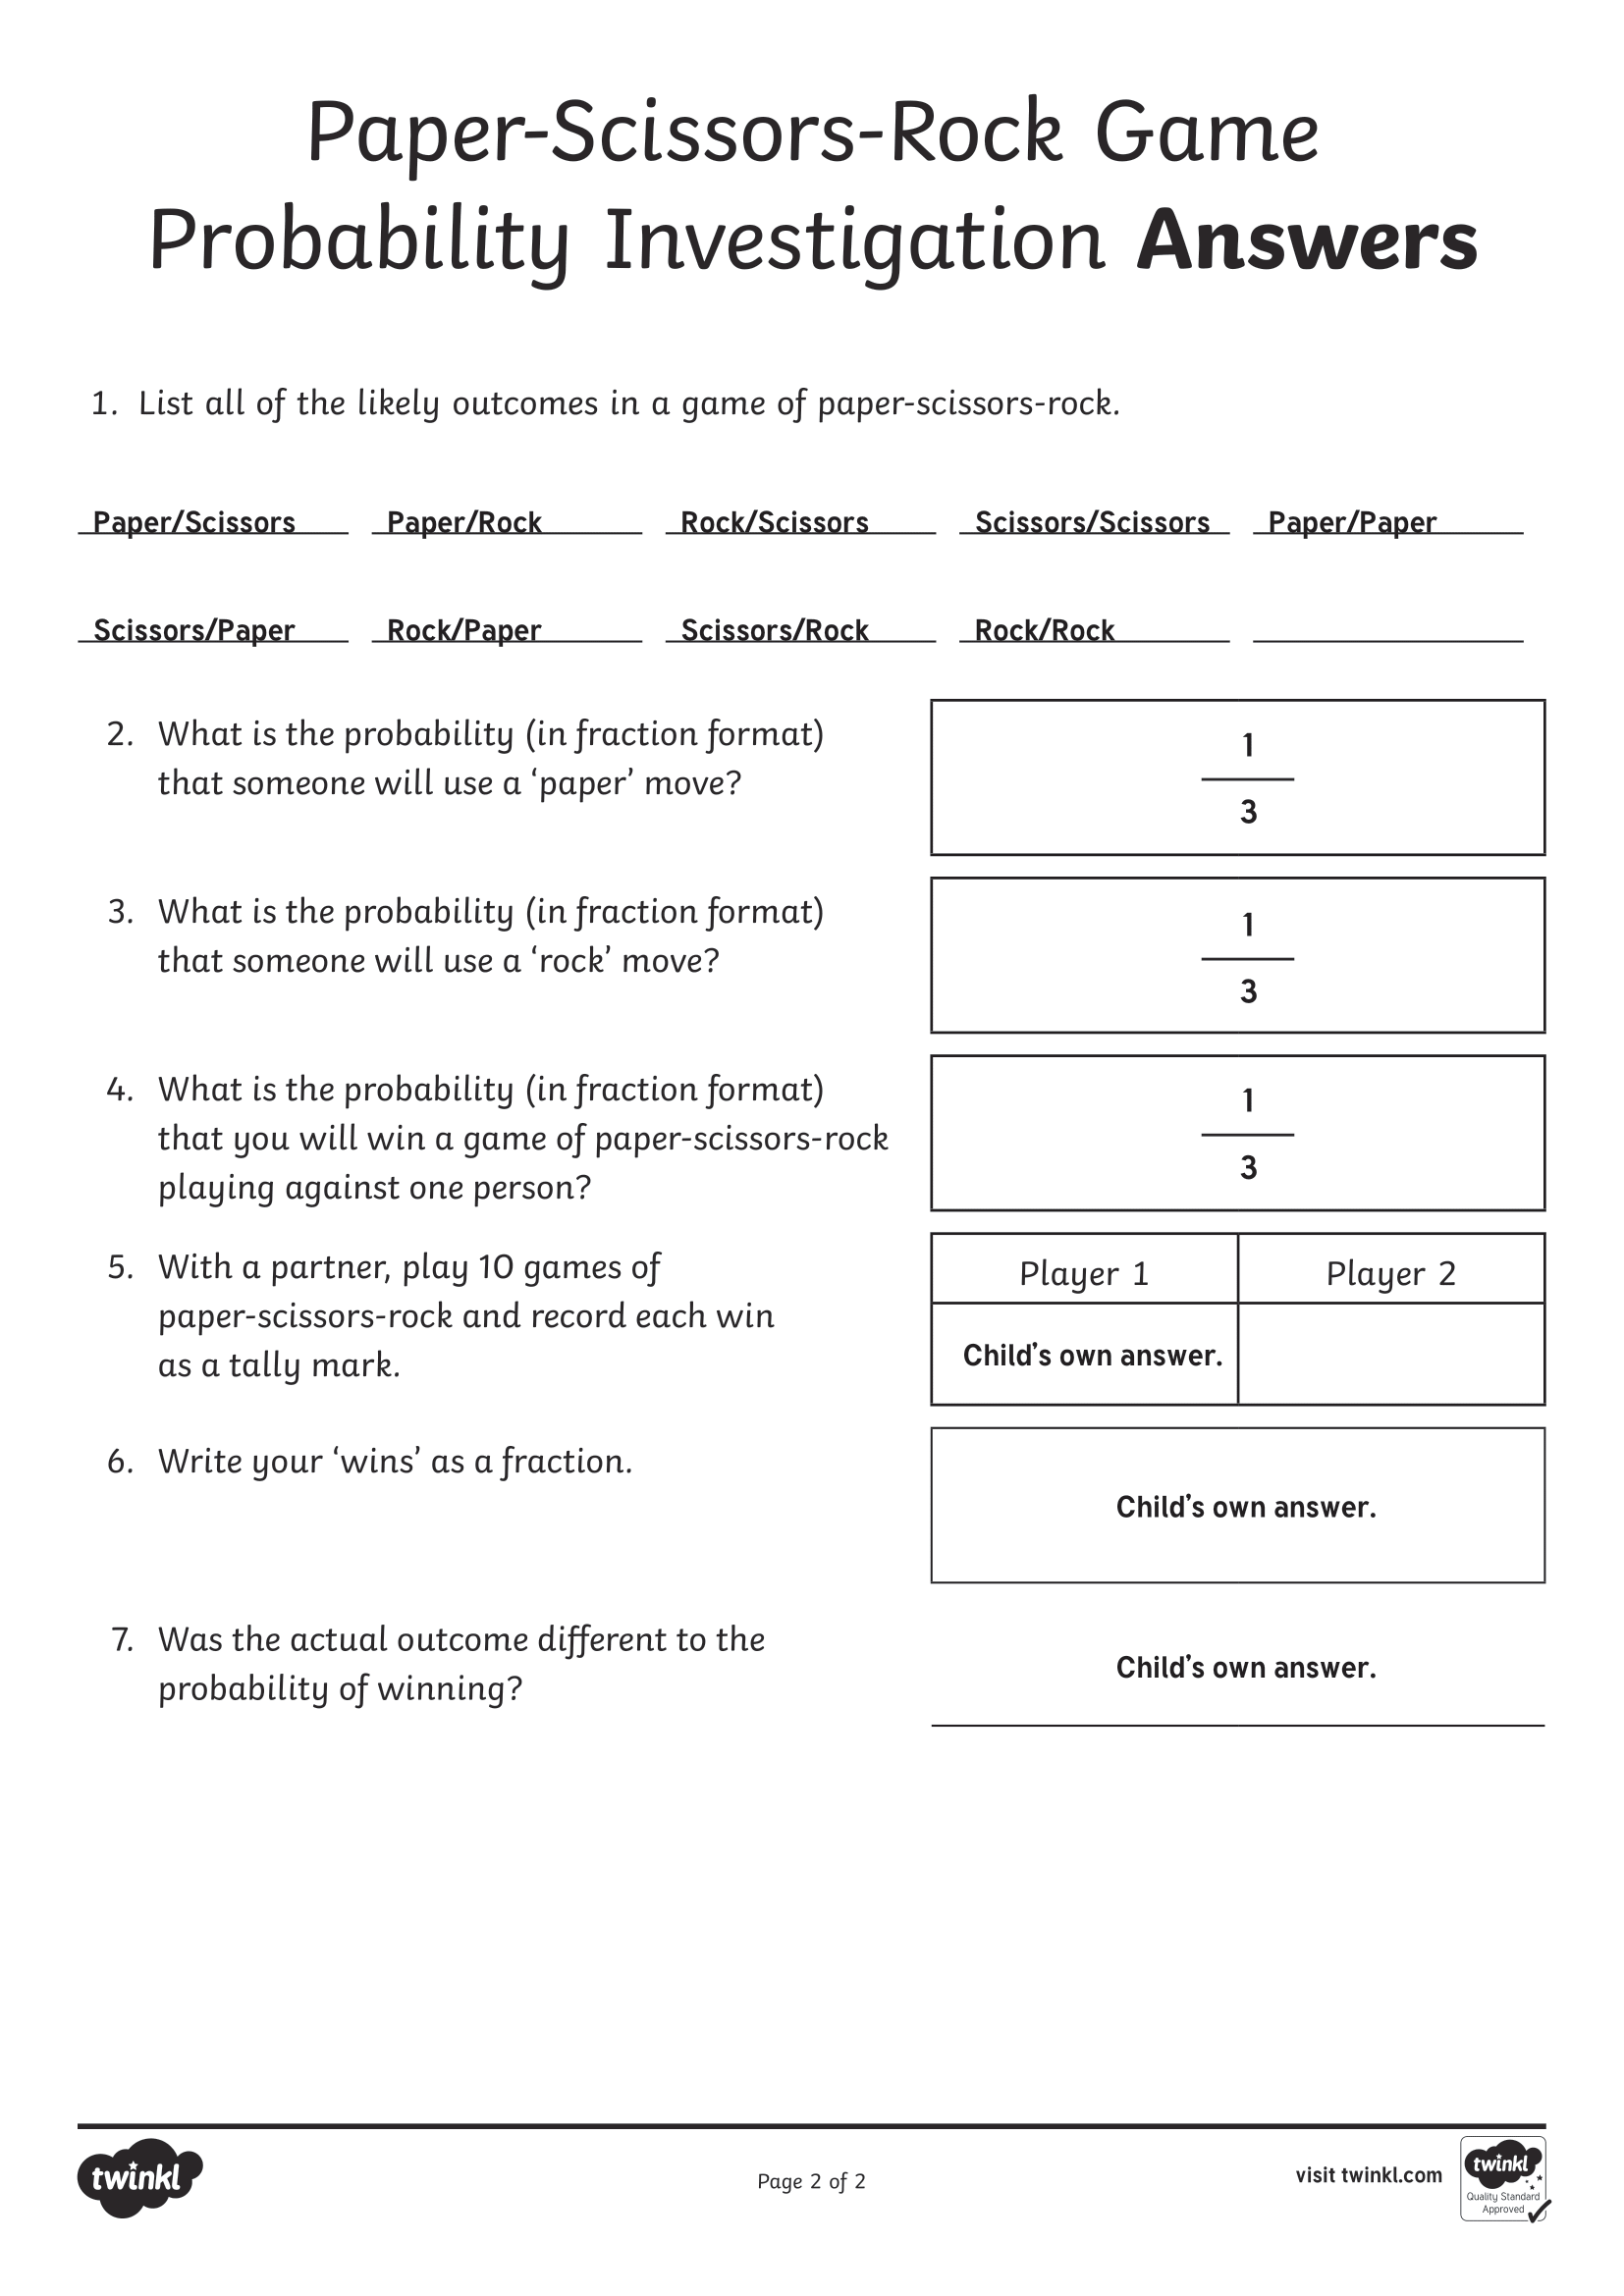 Paper-Scissors-Rock Game
Probability Investigation Answers
1. List all of the likely outcomes in a game of paper-scissors-rock.
Paper/Scissors Paper/Rock Rock/Scissors Scissors/Scissors Paper/Paper
Scissors/Paper Rock/Paper Scissors/Rock Rock/Rock
2. What is the probability (in fraction format)
that someone will use a ‘paper’ move?
1
3
3. What is the probability (in fraction format)
that someone will use a ‘rock’ move?
1
3
4. What is the probability (in fraction format)
that you will win a game of paper-scissors-rock
playing against one person?
1
3
5. With a partner, play 10 games of
paper-scissors-rock and record each win
as a tally mark.
Player 1 Player 2
Child’s own answer.
6. Write your ‘wins’ as a fraction.
Child’s own answer.
7. Was the actual outcome different to the
probability of winning?
Child’s own answer.
twinkl
Page 2 of 2
visit twinkl.com
twinkl
Quality Standard
Approved